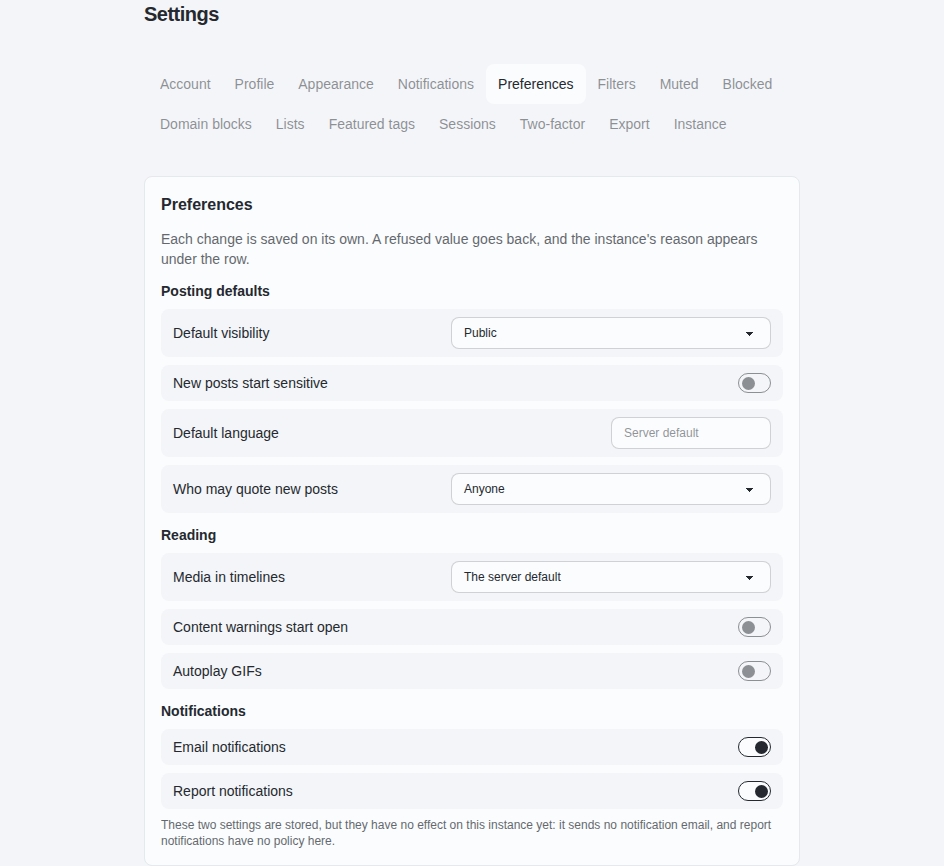 Settings
Account Profile Appearance Notifications Preferences Filters Muted Blocked
Domain blocks Lists Featured tags Sessions Two-factor Export Instance
Preferences
Each change is saved on its own. A refused value goes back, and the instance's reason appears
under the row.
Posting defaults
Default visibility Public
New posts start sensitive
Default language Server default
Who may quote new posts Anyone
Reading
Media in timelines The server default
Content warnings start open
Autoplay GIFs
Notifications
Email notifications
Report notifications
These two settings are stored, but they have no effect on this instance yet: it sends no notification email, and report
notifications have no policy here.